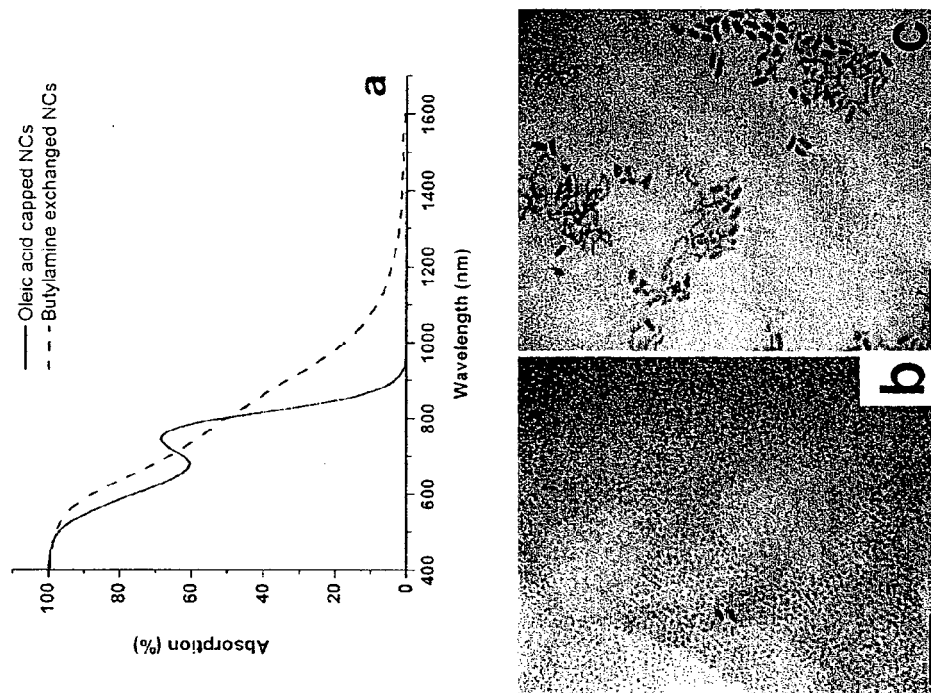 Oleic acid capped NCs
Butylamine exchanged NCs
a
Absorption (%)
100
80
60
40
20
0
400
600
800
1000
1200
1400
1600
Wavelength (nm)
b
c